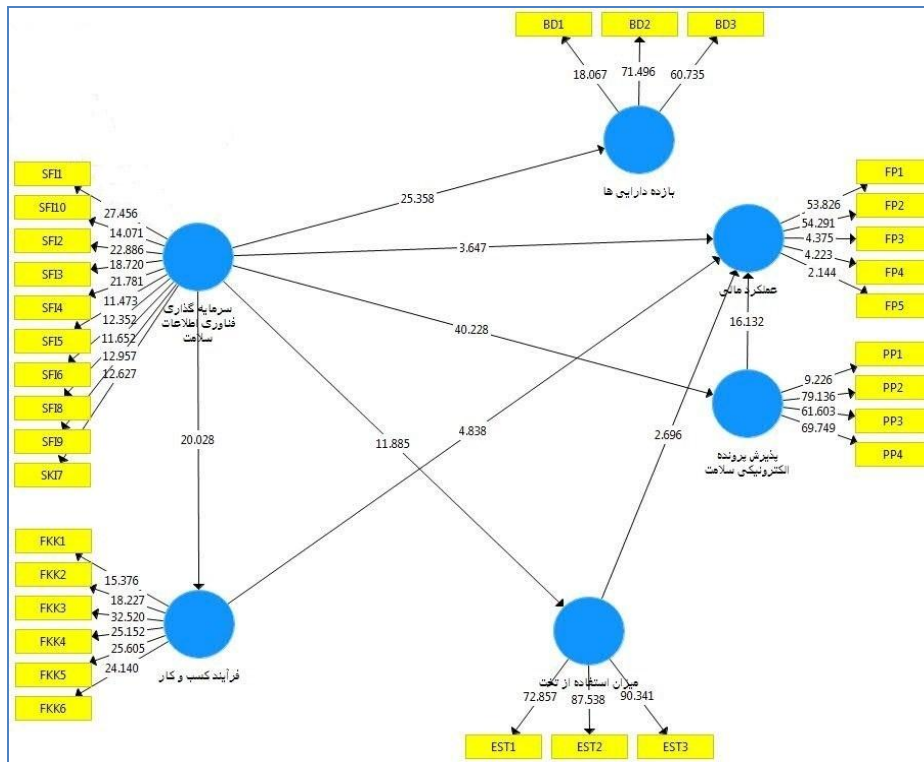 BD1
BD2
BD3
18.067
71.496
60.735
بازده دارایی ها
SFI1
SFI10
SFI2
SFI3
SFI4
SFI5
SFI6
SFI8
SFI9
SKI7
27.456
14.071
22.886
18.720
21.781
11.473
12.352
11.652
12.957
12.627
سرمایه گذاری
فناوری اطلاعات
سلامت
25.358
3.647
40.228
11.885
20.028
4.838
2.696
16.132
FP1
FP2
FP3
FP4
FP5
53.826
54.291
4.375
4.223
2.144
عملکرد مالی
PP1
PP2
PP3
PP4
9.226
79.136
61.603
69.749
پذیرش پرونده
الکترونیکی سلامت
FKK1
FKK2
FKK3
FKK4
FKK5
FKK6
15.376
18.227
32.520
25.152
25.605
24.140
فرآیند کسب و کار
میزان استفاده از تخت
72.857
87.538
90.341
EST1
EST2
EST3